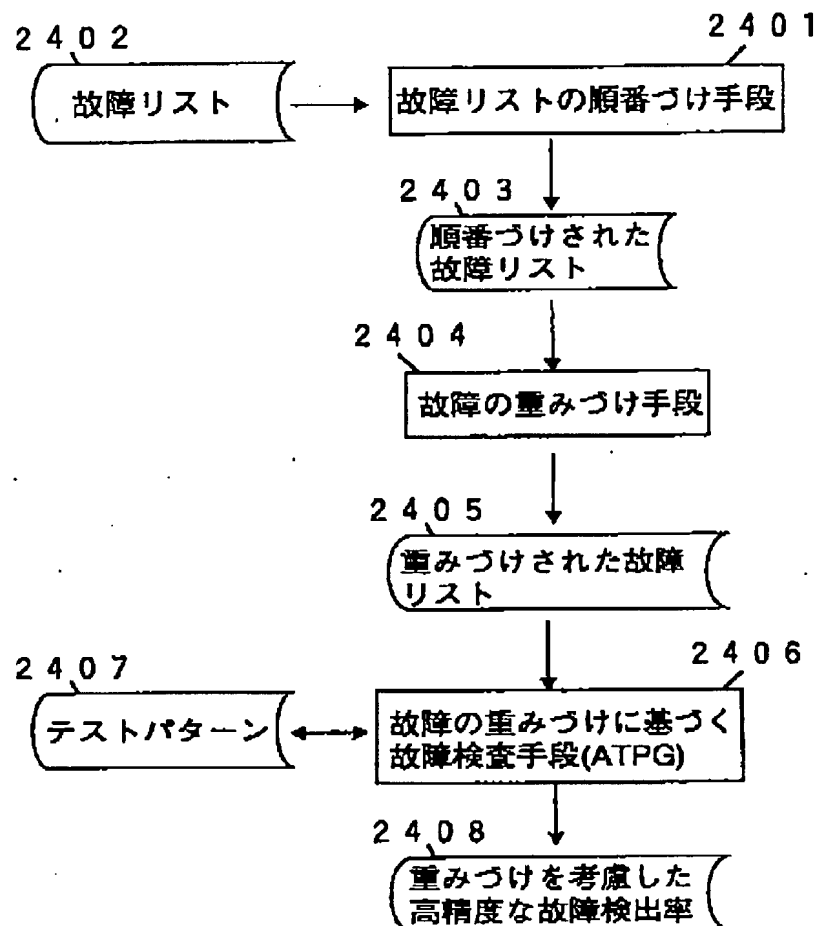 2402
2401
故障リスト
故障リストの順番づけ手段
2403
順番づけされた
故障リスト
2404
故障の重みづけ手段
2405
重みづけされた故障
リスト
2407
2406
テストパターン
故障の重みづけに基づく
故障検査手段(ATPG)
2408
重みづけを考慮した
高精度な故障検出率